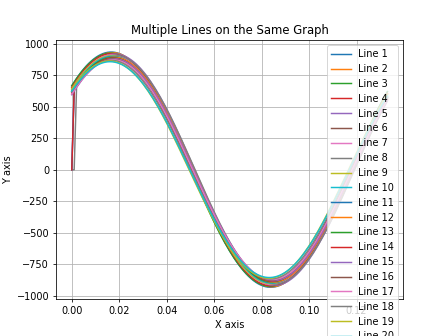 Multiple Lines on the Same Graph
1000
750
500
250
0
−250
−500
−750
−1000
Y axis
0.00
0.02
0.04
0.06
0.08
0.10
X axis
Line 1
Line 2
Line 3
Line 4
Line 5
Line 6
Line 7
Line 8
Line 9
Line 10
Line 11
Line 12
Line 13
Line 14
Line 15
Line 16
Line 17
Line 18
Line 19
Line 20